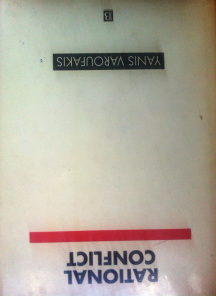 RATIONAL
CONFLICT
YANIS VAROUFAKIS
B